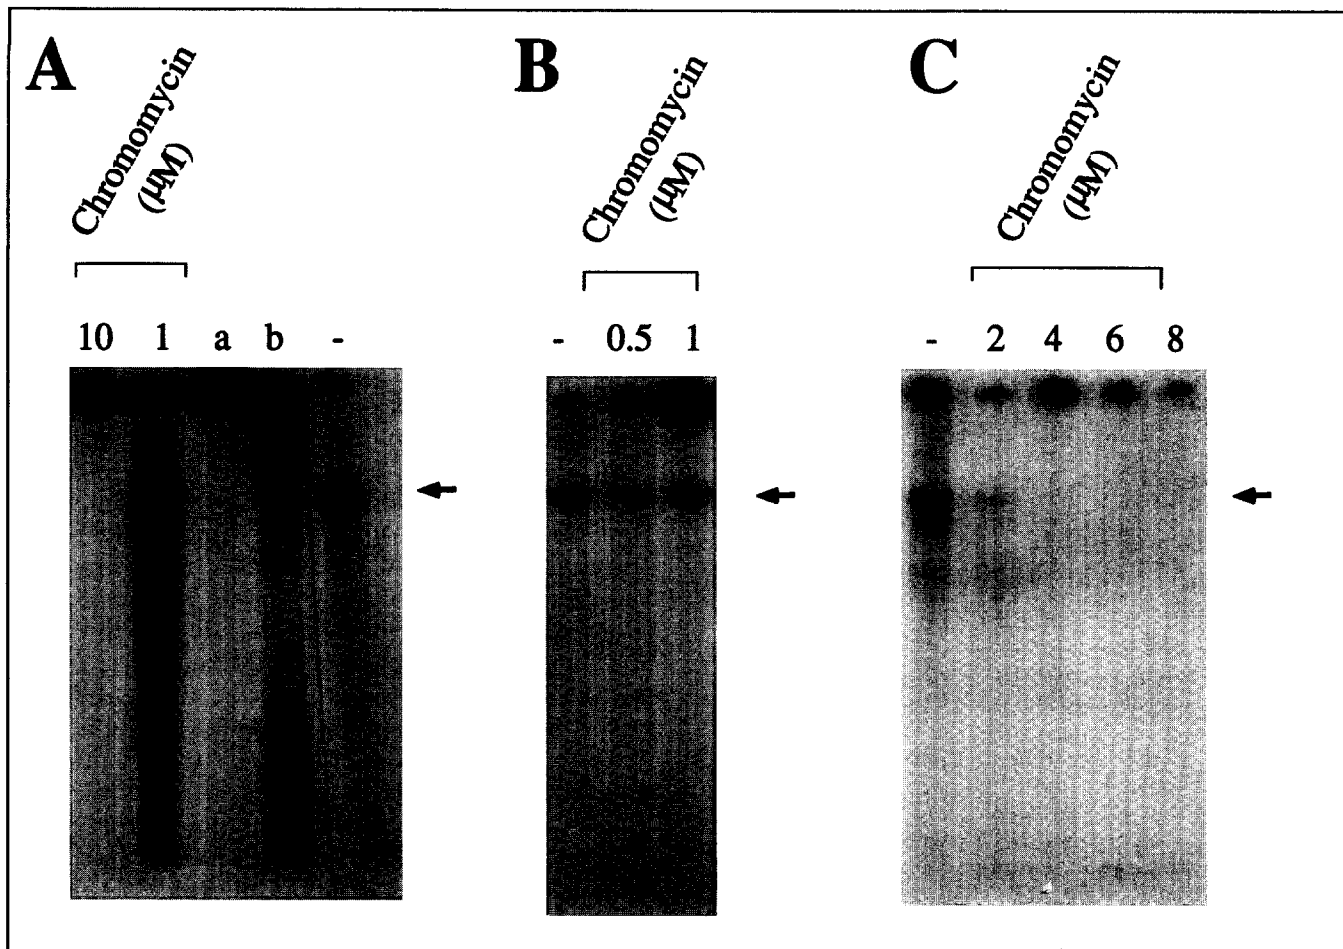 A
Chromomycin
(µM)
10 1 a b -
B
Chromomycin
(µM)
- 0.5 1
C
Chromomycin
(µM)
- 2 4 6 8